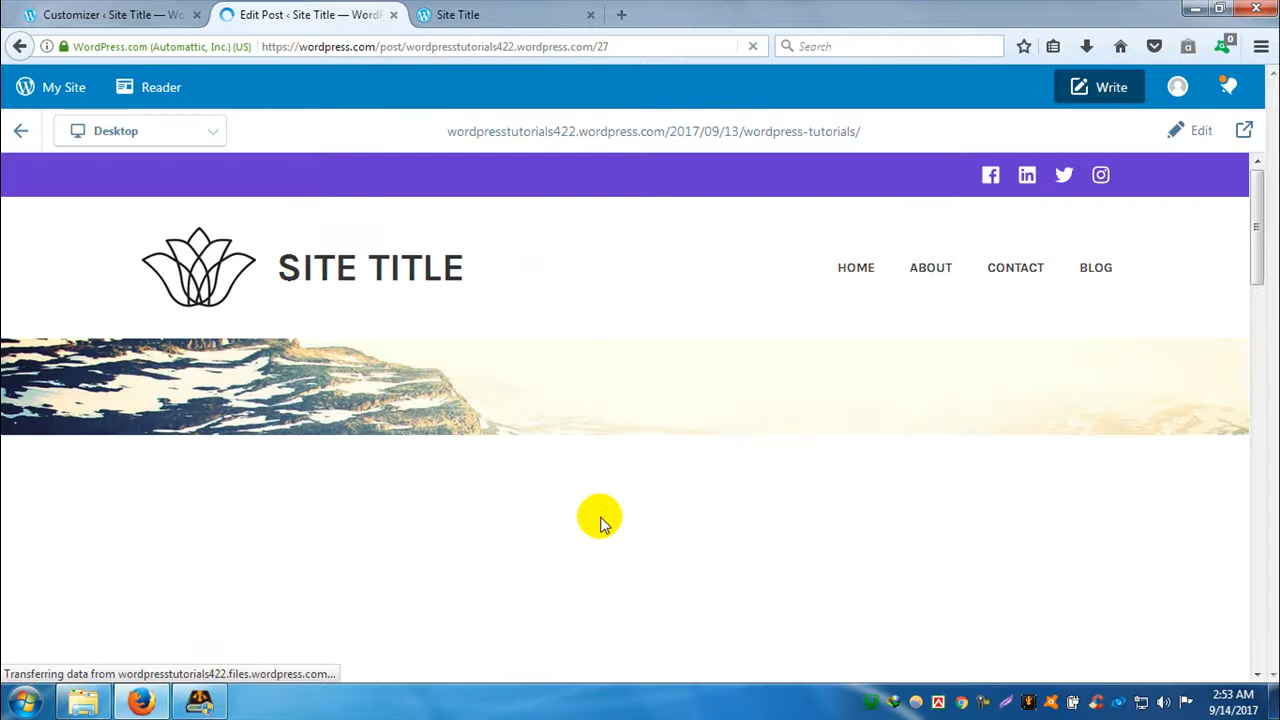 Customizer ‹ Site Title — Wo
Edit Post ‹ Site Title — WordP
Site Title
WordPress.com (Automattic, Inc.) (US)
https://wordpress.com/post/wordpresstutorials422.wordpress.com/27
Search
0
My Site
Reader
Write
Desktop
wordpresstutorials422.wordpress.com/2017/09/13/wordpress-tutorials/
Edit
SITE TITLE
HOME
ABOUT
CONTACT
BLOG
Transferring data from wordpresstutorials422.files.wordpress.com...
2:53 AM
9/14/2017